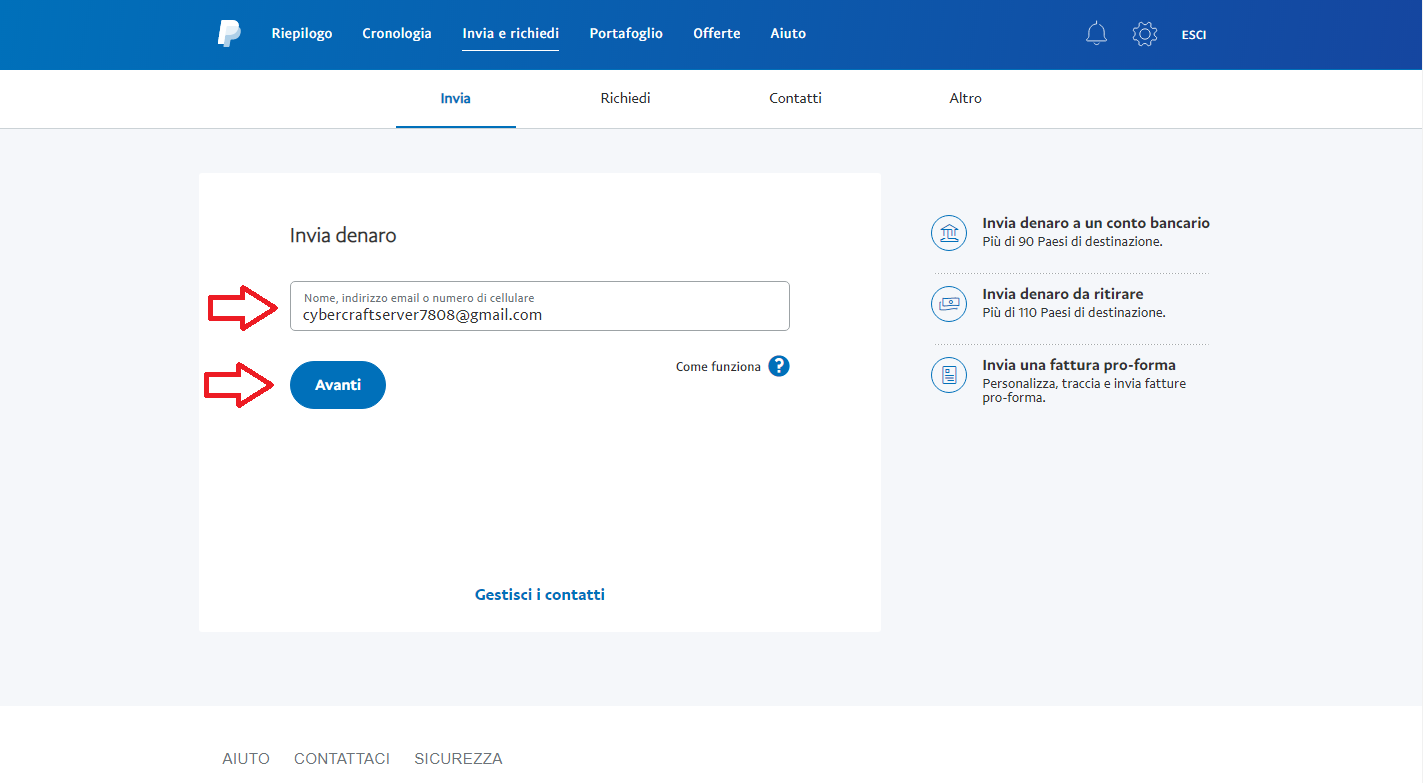 Riepilogo Cronologia Invia e richiedi Portafoglio Offerte Aiuto ESCI
Invia Richiedi Contatti Altro
Invia denaro
Nome, indirizzo email o numero di cellulare
cybercraftserver7808@gmail.com
Avanti
Come funziona ?
Gestisci i contatti
Invia denaro a un conto bancario
Più di 90 Paesi di destinazione.
Invia denaro da ritirare
Più di 110 Paesi di destinazione.
Invia una fattura pro-forma
Personalizza, traccia e invia fatture
pro-forma.
AIUTO CONTATTACI SICUREZZA